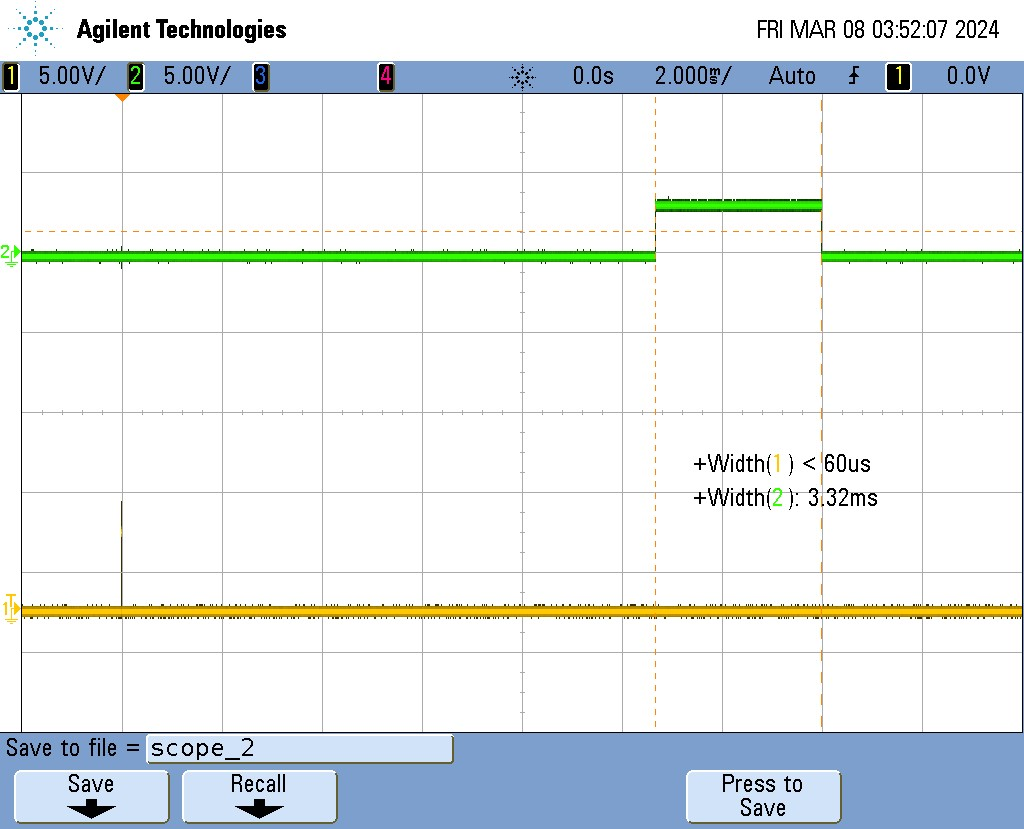 Agilent Technologies
FRI MAR 08 03:52:07 2024
1 5.00V/ 2 5.00V/ 3 4 0.0s 2.000ms/ Auto 1 0.0V
2
+Width(1) < 60us
+Width(2): 3.32ms
T
1
Save to file = scope_2
Save
Recall
Press to
Save